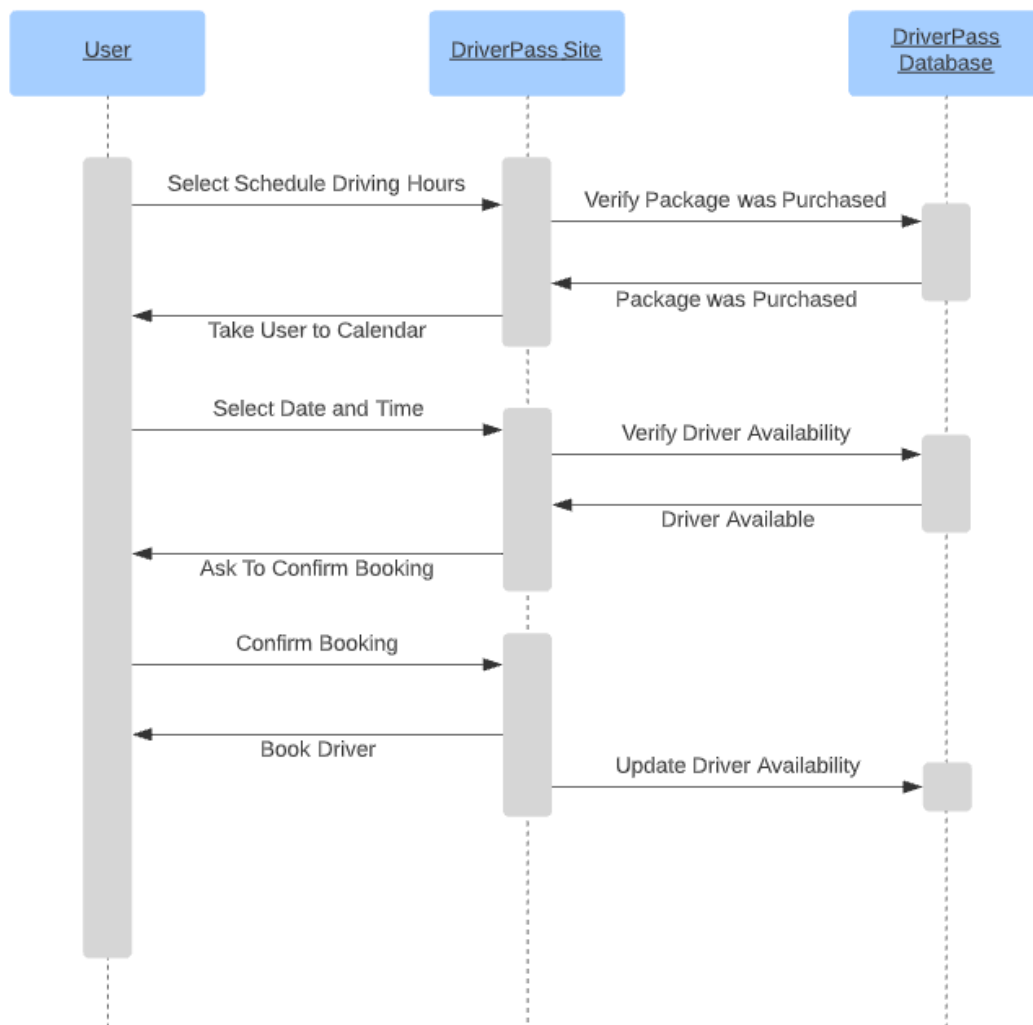 User
DriverPass Site
DriverPass
Database
Select Schedule Driving Hours
Verify Package was Purchased
Package was Purchased
Take User to Calendar
Select Date and Time
Verify Driver Availability
Driver Available
Ask To Confirm Booking
Confirm Booking
Book Driver
Update Driver Availability